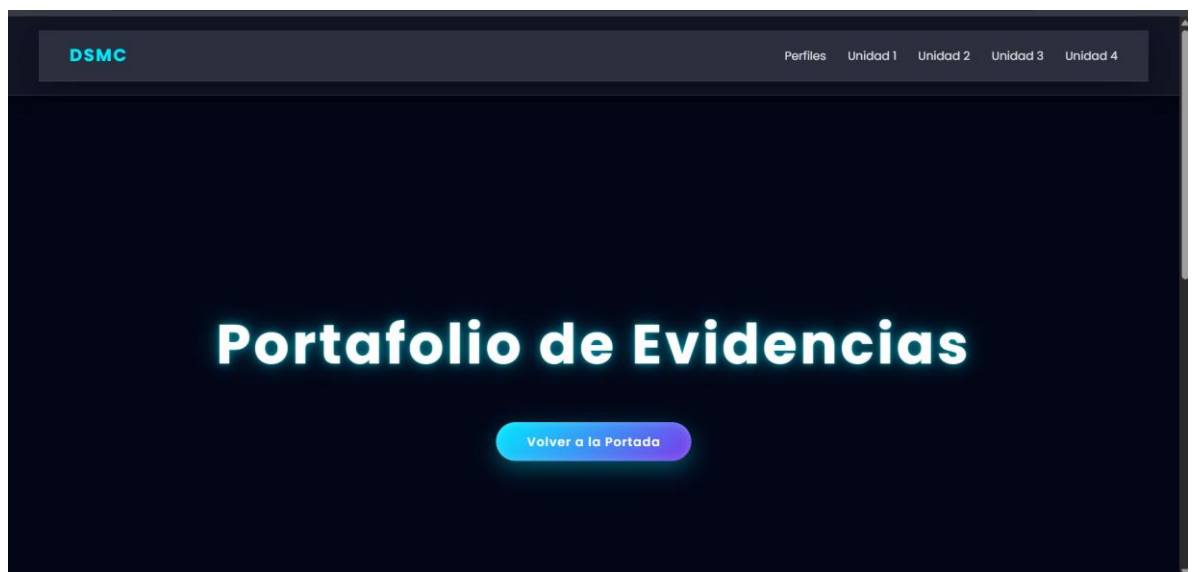 DSMC
Perfiles Unidad 1 Unidad 2 Unidad 3 Unidad 4
Portafolio de Evidencias
Volver a la Portada